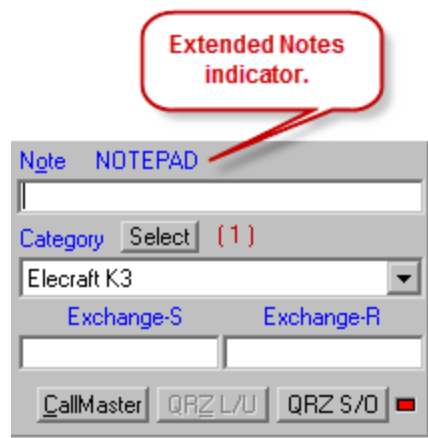 Extended Notes
indicator.
Note NOTEPAD
Category Select (1)
Elecraft K3
Exchange-S Exchange-R
CallMaster QRZ L/U QRZ S/O